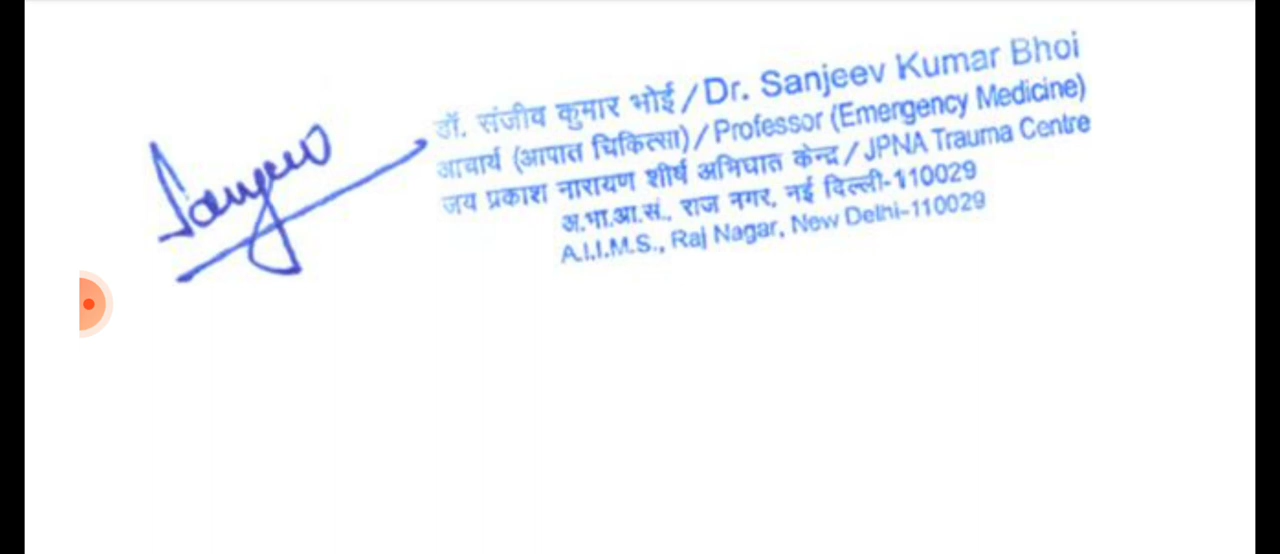 Sanjeev
डॉ. संजीव कुमार भोई / Dr. Sanjeev Kumar Bhoi
आचार्य (आपात चिकित्सा) / Professor (Emergency Medicine)
जय प्रकाश नारायण शीर्ष अभिघात केन्द्र / JPNA Trauma Centre
अ.भा.आ.सं., राज नगर, नई दिल्ली-110029
A.I.I.M.S., Raj Nagar, New Delhi-110029